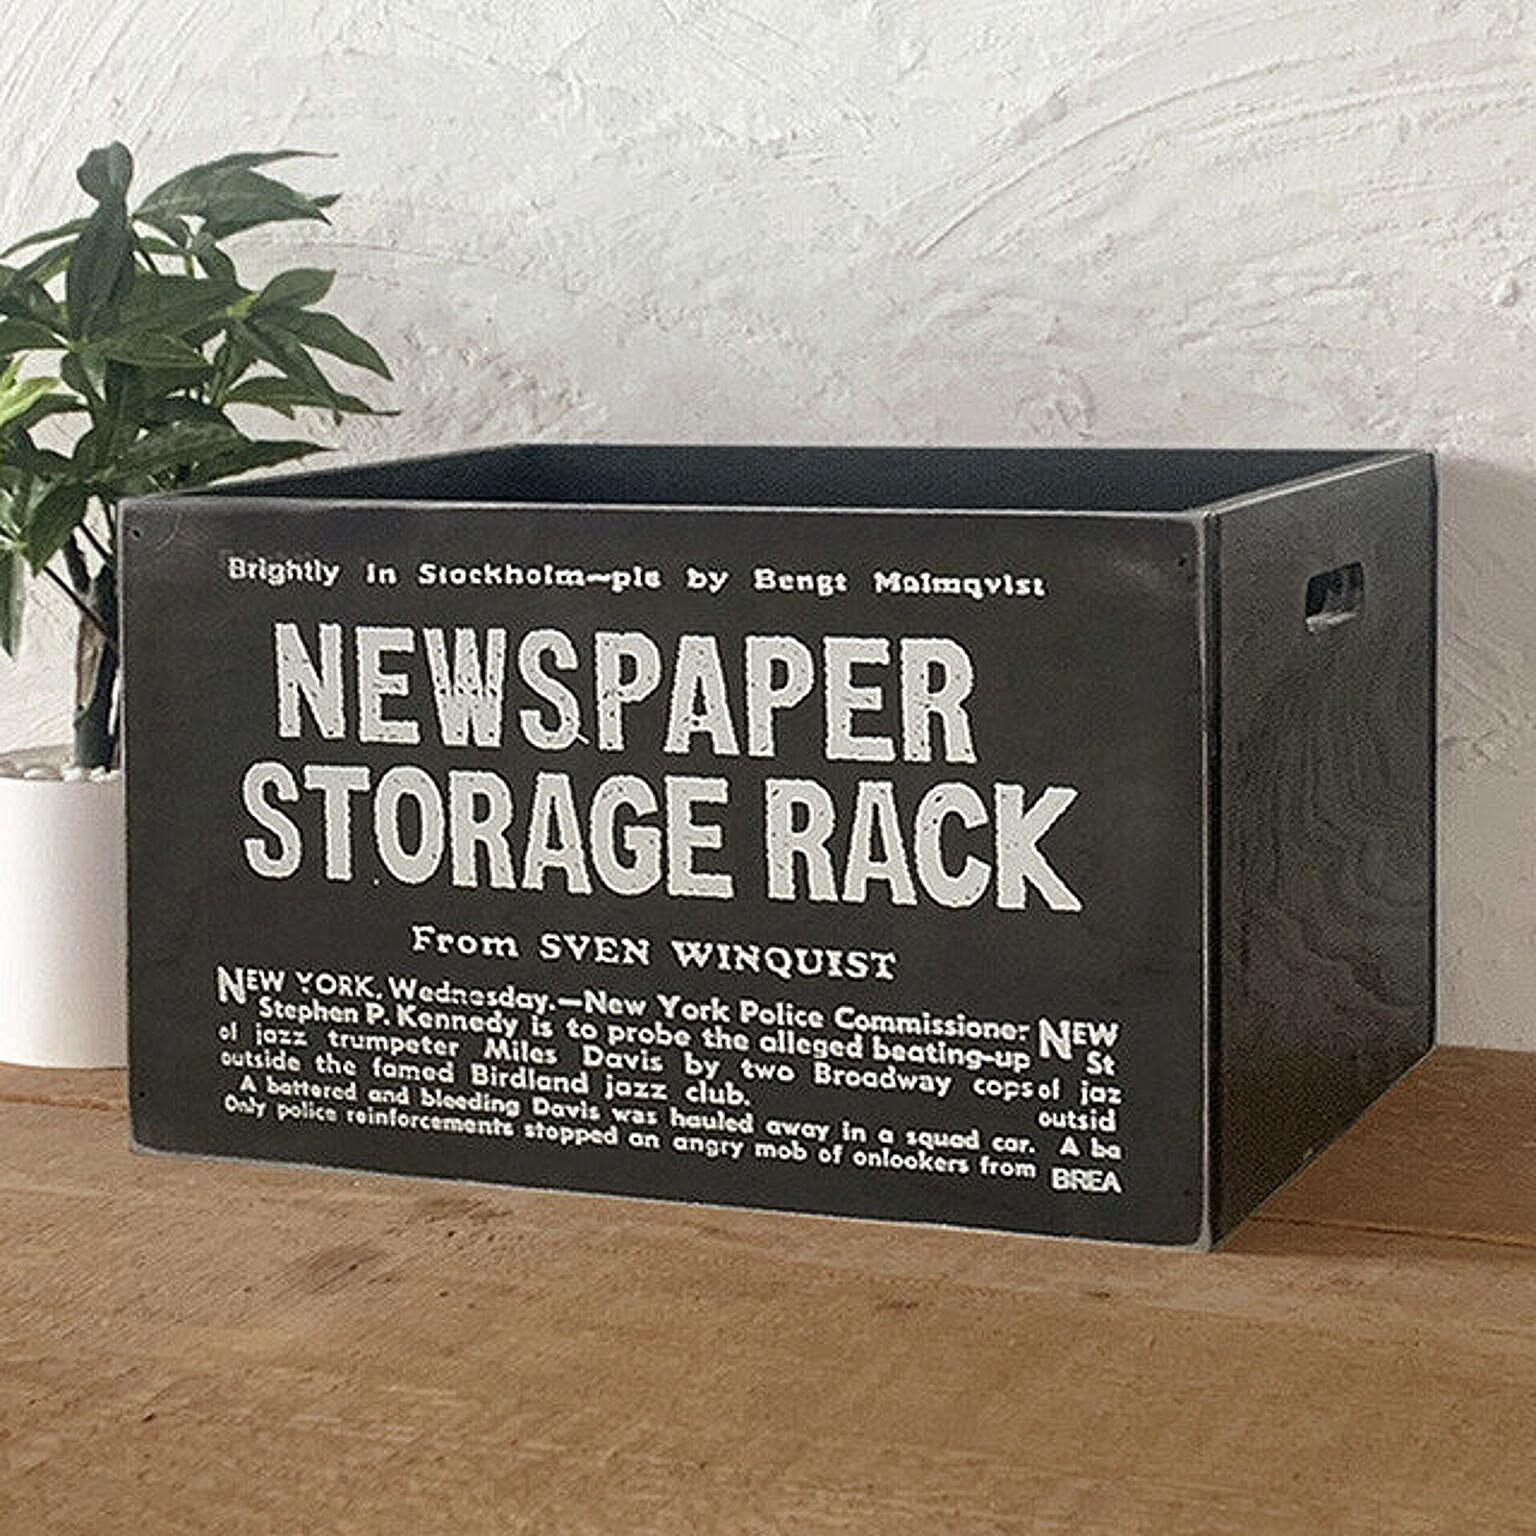 Brightly in Stockholm—pic by Bengt Malmqvist
NEWSPAPER
STORAGE RACK
From SVEN WINQUIST
NEW YORK, Wednesday.—New York Police Commissioner
Stephen P. Kennedy is to probe the alleged beating-up
of jazz trumpeter Miles Davis by two Broadway cops
outside the famed Birdland jazz club.
A battered and bleeding Davis was hauled away in a squad car.
Only police reinforcements stopped an angry mob of onlookers from
NEW
St
of jaz
outsid
A ba
BREA